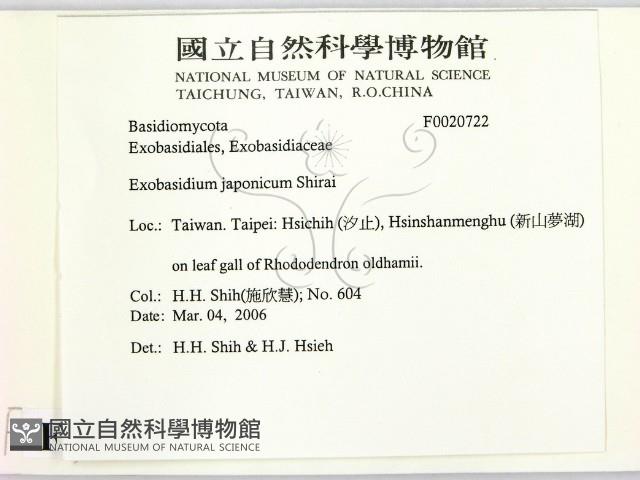 國立自然科學博物館
NATIONAL MUSEUM OF NATURAL SCIENCE
TAICHUNG, TAIWAN, R.O.CHINA
Basidiomycota F0020722
Exobasidiales, Exobasidiaceae
Exobasidium japonicum Shirai
Loc.: Taiwan. Taipei: Hsichih (汐止), Hsinshanmenghu (新山夢湖)
on leaf gall of Rhododendron oldhamii.
Col.: H.H. Shih(施欣慧); No. 604
Date: Mar. 04, 2006
Det.: H.H. Shih & H.J. Hsieh
國立自然科學博物館
NATIONAL MUSEUM OF NATURAL SCIENCE